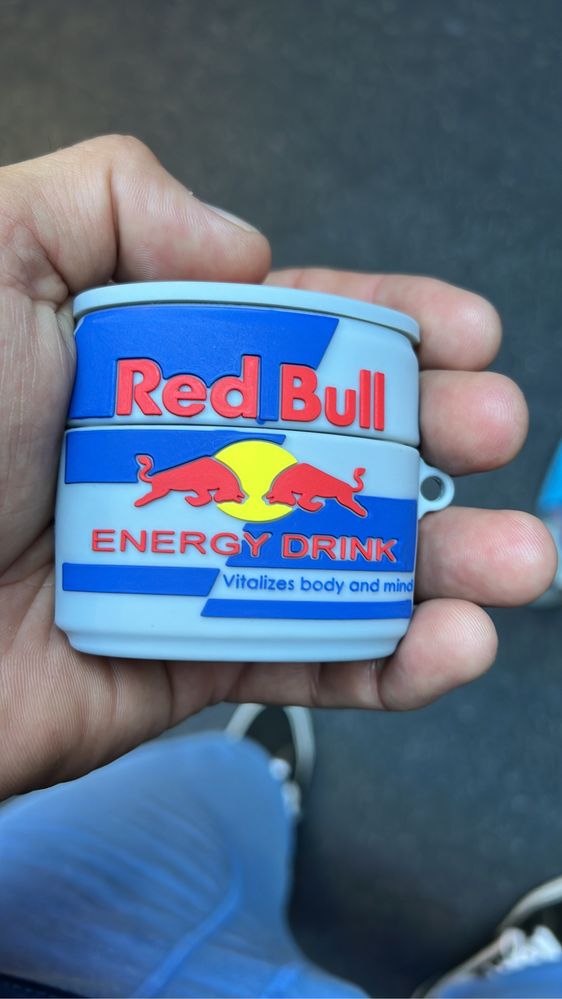 Red Bull
ENERGY DRINK
Vitalizes body and mind